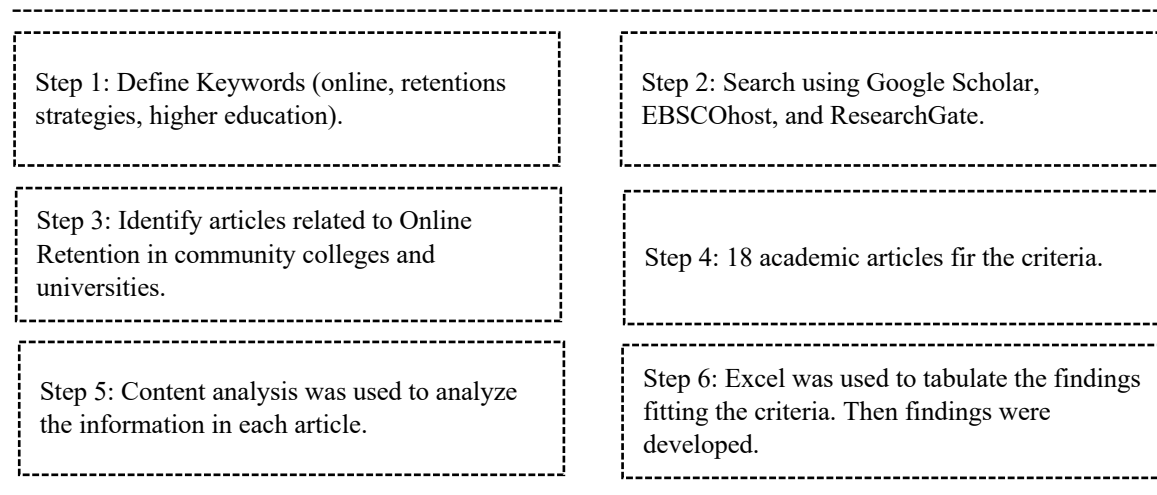 Step 1: Define Keywords (online, retentions
strategies, higher education).
Step 2: Search using Google Scholar,
EBSCOhost, and ResearchGate.
Step 3: Identify articles related to Online
Retention in community colleges and
universities.
Step 4: 18 academic articles fir the criteria.
Step 5: Content analysis was used to analyze
the information in each article.
Step 6: Excel was used to tabulate the findings
fitting the criteria. Then findings were
developed.